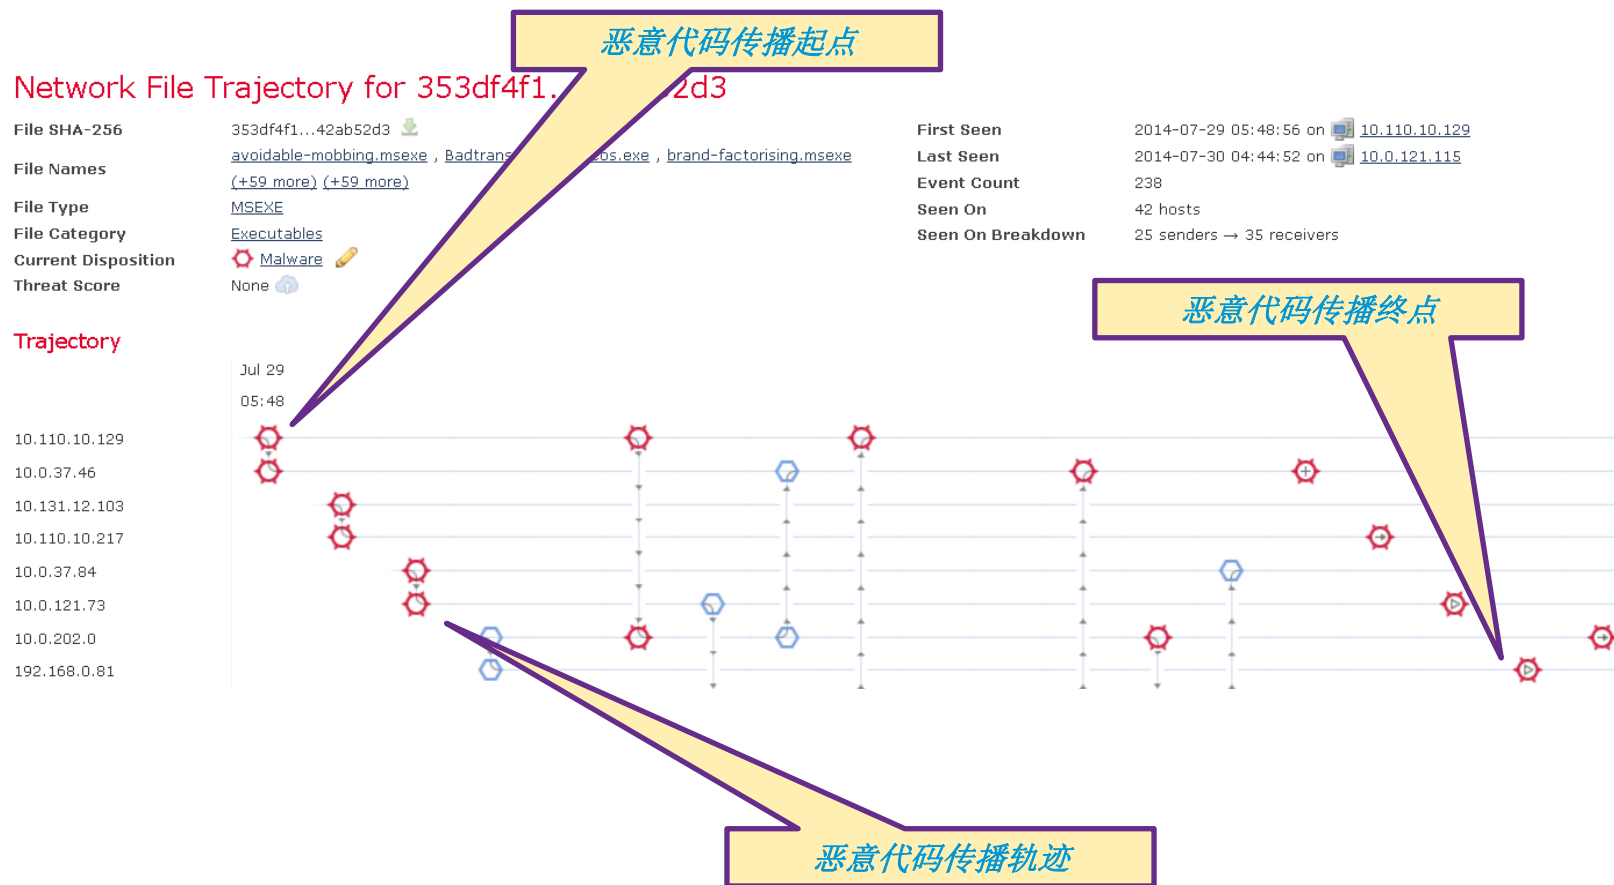 恶意代码传播起点
Network File Trajectory for 353df4f1. 2d3
File SHA-256 353df4f1...42ab52d3
File Names avoidable-mobbing.msexe , Badtrans os.exe , brand-factorising.msexe
(+59 more) (+59 more)
File Type MSEXE
File Category Executables
Current Disposition Malware
Threat Score None
First Seen 2014-07-29 05:48:56 on 10.110.10.129
Last Seen 2014-07-30 04:44:52 on 10.0.121.115
Event Count 238
Seen On 42 hosts
Seen On Breakdown 25 senders → 35 receivers
恶意代码传播终点
Trajectory
Jul 29
05:48
10.110.10.129
10.0.37.46
10.131.12.103
10.110.10.217
10.0.37.84
10.0.121.73
10.0.202.0
192.168.0.81
恶意代码传播轨迹